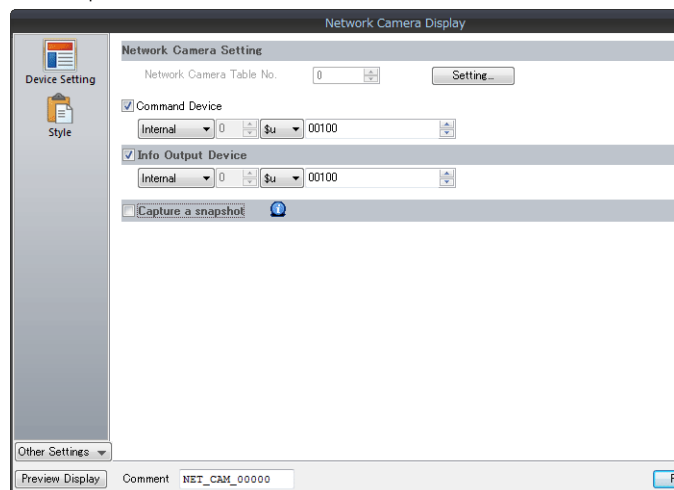 Network Camera Display
Device Setting
Style
Network Camera Setting
Network Camera Table No. 0 Setting...
Command Device
Internal 0 $u 00100
Info Output Device
Internal 0 $u 00100
Capture a snapshot
Other Settings
Preview Display Comment NET_CAM_00000